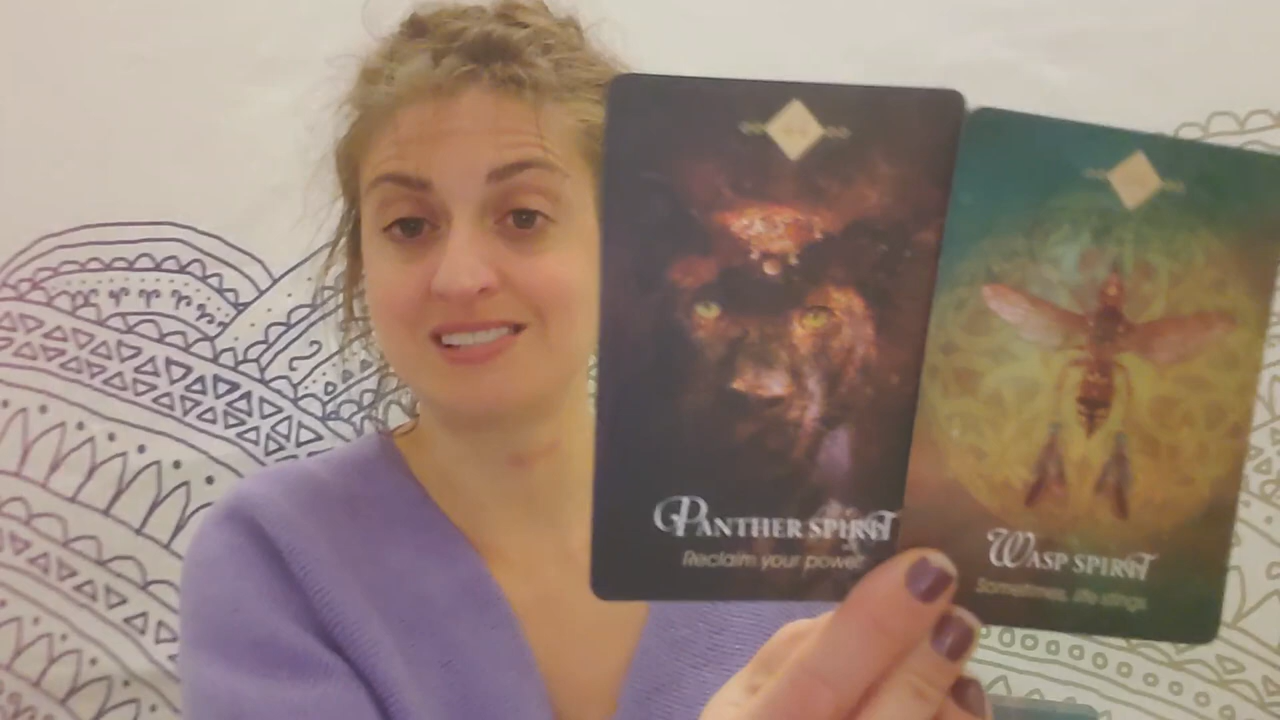 PANTHER SPIRIT
Reclaim your power
WASP SPIRIT
Sometimes, life stings